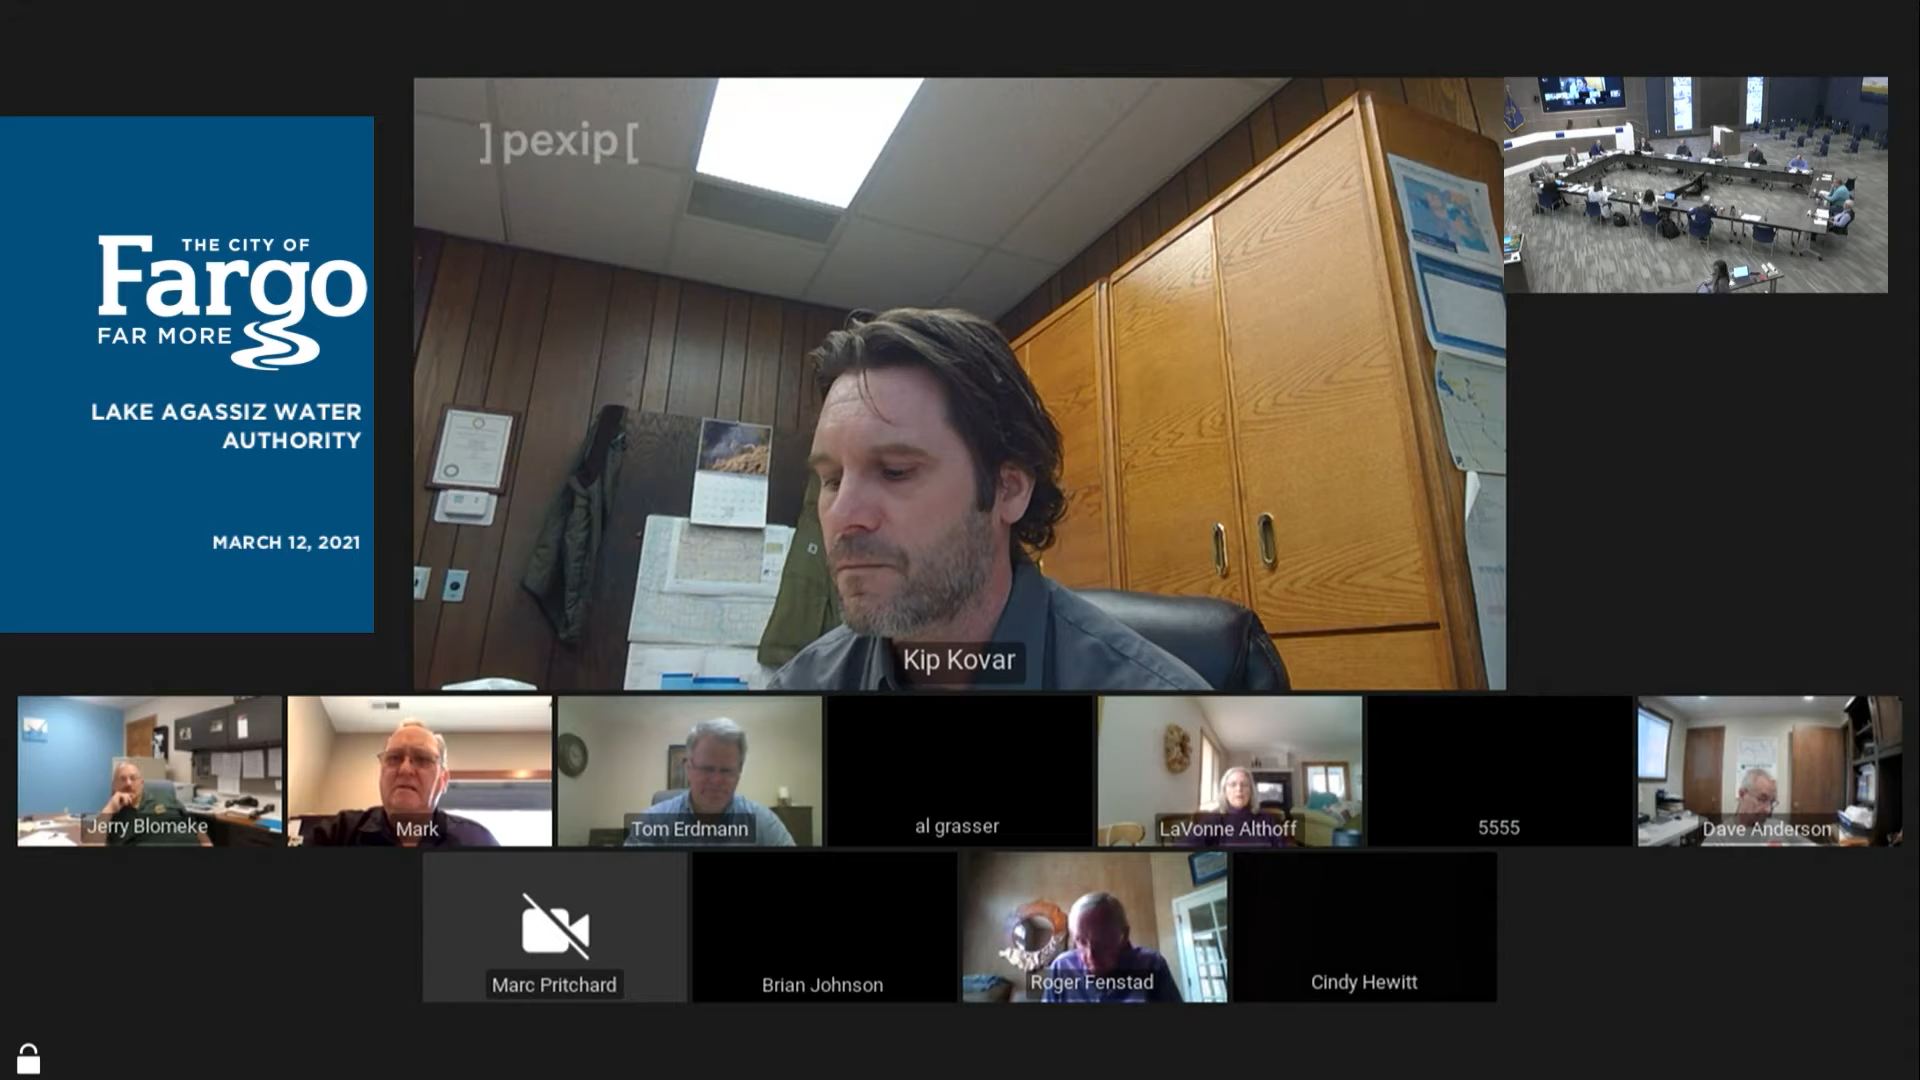 ]pexip[
THE CITY OF
Fargo
FAR MORE
LAKE AGASSIZ WATER
AUTHORITY
MARCH 12, 2021
Kip Kovar
Jerry Blomeke
Mark
Tom Erdmann
al grasser
LaVonne Althoff
5555
Dave Anderson
Marc Pritchard
Brian Johnson
Roger Fenstad
Cindy Hewitt